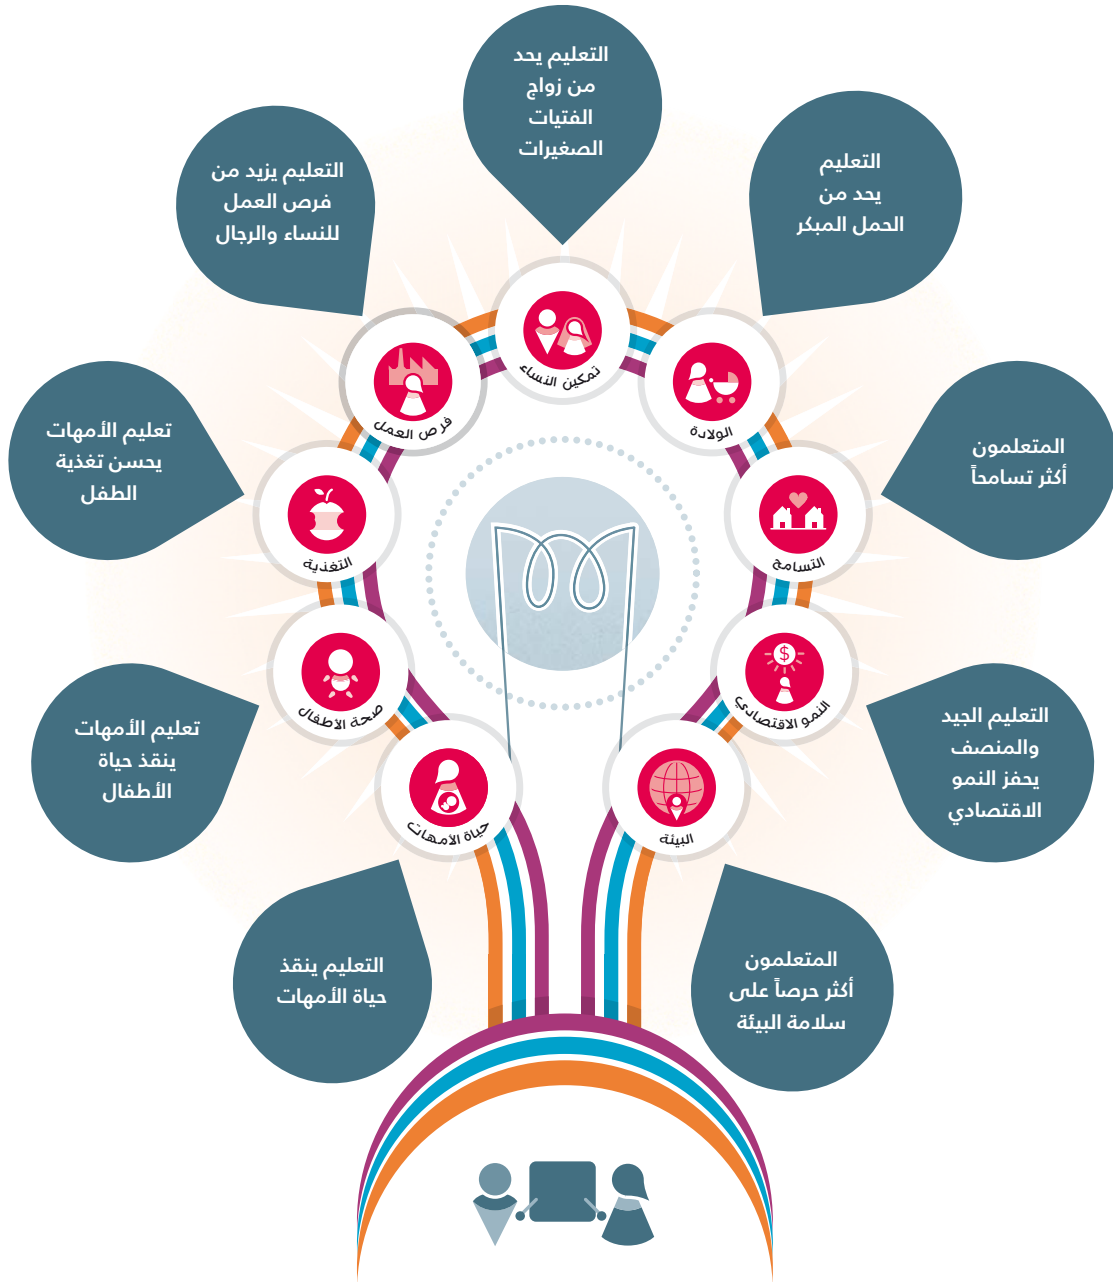 التعليم يحد
من زواج
الفتيات
الصغيرات
تمكين النساء
التعليم
يحد من
الحمل المبكر
الولادة
المتعلمون
أكثر تسامحاً
التسامح
التعليم الجيد
والمنصف
يحفز النمو
الاقتصادي
النمو الاقتصادي
المتعلمون
أكثر حرصاً على
سلامة البيئة
البيئة
التعليم ينقذ
حياة الأمهات
حياة الأمهات
تعليم الأمهات
ينقذ حياة
الأطفال
صحة الأطفال
تعليم الأمهات
يحسن تغذية
الطفل
التغذية
التعليم يزيد من
فرص العمل
للنساء والرجال
فرص العمل
$